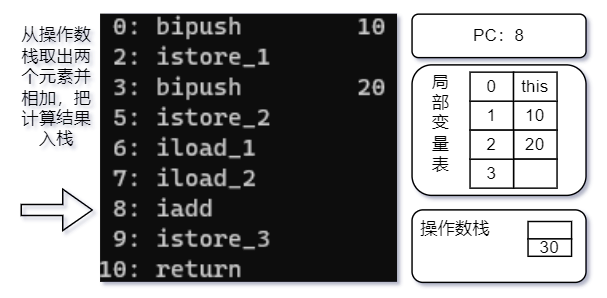 从操作数
栈取出两
个元素并
相加，把
计算结果
入栈
0: bipush 10
2: istore_1
3: bipush 20
5: istore_2
6: iload_1
7: iload_2
8: iadd
9: istore_3
10: return
PC：8
局部变量表
0 this
1 10
2 20
3
操作数栈
30